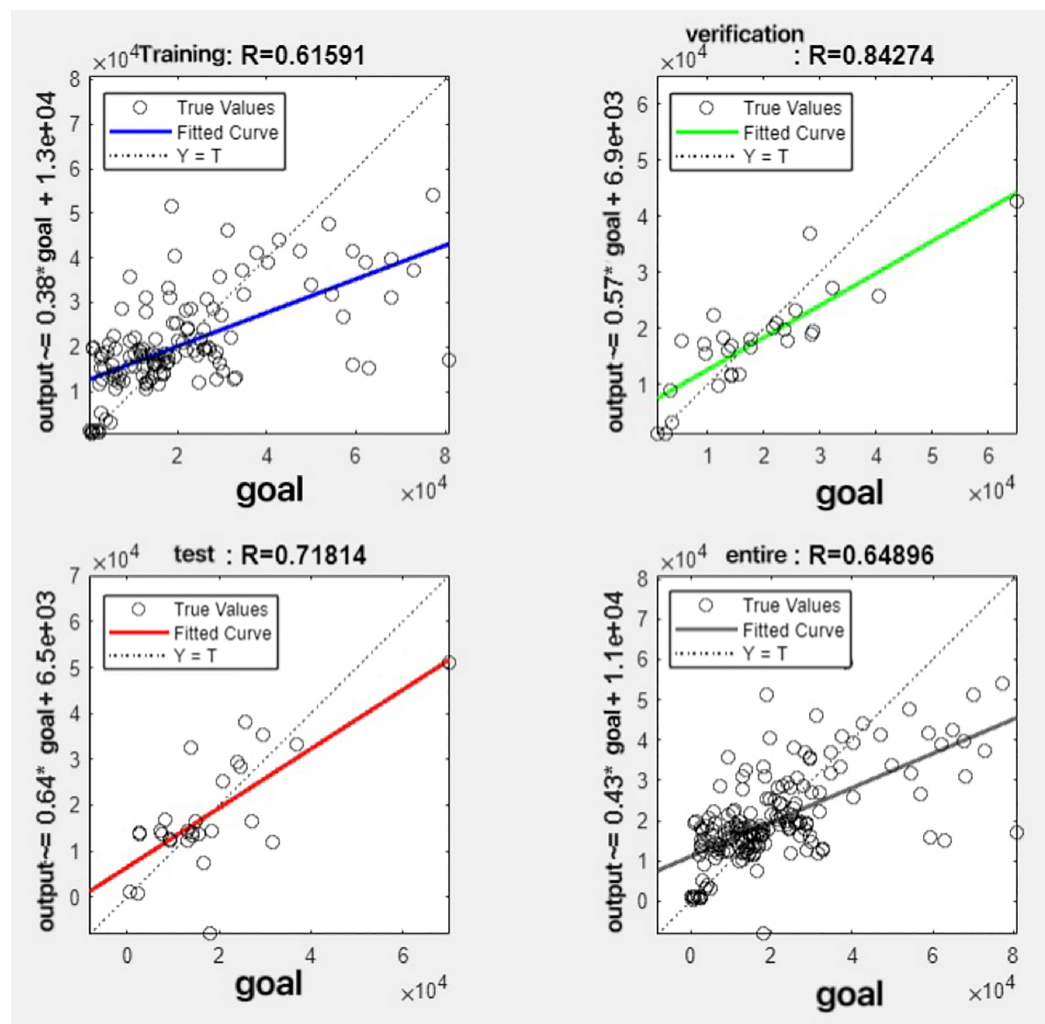 ×10^4 Training: R=0.61591
output ~= 0.38*goal + 1.3e+04
8
7
6
5
4
3
2
1
True Values
Fitted Curve
Y = T
2 4 6 8
goal
×10^4
verification
×10^4 : R=0.84274
output ~= 0.57* goal + 6.9e+03
6
5
4
3
2
1
True Values
Fitted Curve
Y = T
1 2 3 4 5 6
goal
×10^4
×10^4 test : R=0.71814
output ~= 0.64* goal + 6.5e+03
7
6
5
4
3
2
1
0
True Values
Fitted Curve
Y = T
0 2 4 6
goal
×10^4
×10^4 entire : R=0.64896
output ~= 0.43* goal + 1.1e+04
8
7
6
5
4
3
2
1
0
True Values
Fitted Curve
Y = T
0 2 4 6 8
goal
×10^4